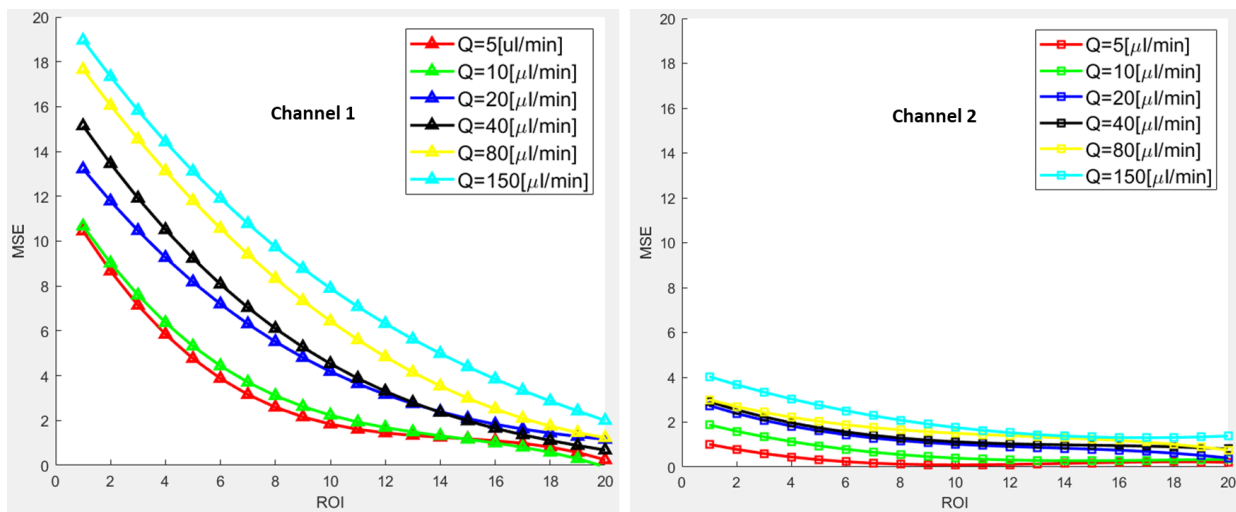 20
18
16
14
12
10
8
6
4
2
0
MSE
0
2
4
6
8
10
12
14
16
18
20
ROI
Channel 1
Q=5[ul/min]
Q=10[μl/min]
Q=20[μl/min]
Q=40[μl/min]
Q=80[μl/min]
Q=150[μl/min]
20
18
16
14
12
10
8
6
4
2
0
MSE
0
2
4
6
8
10
12
14
16
18
20
ROI
Channel 2
Q=5[μl/min]
Q=10[μl/min]
Q=20[μl/min]
Q=40[μl/min]
Q=80[μl/min]
Q=150[μl/min]